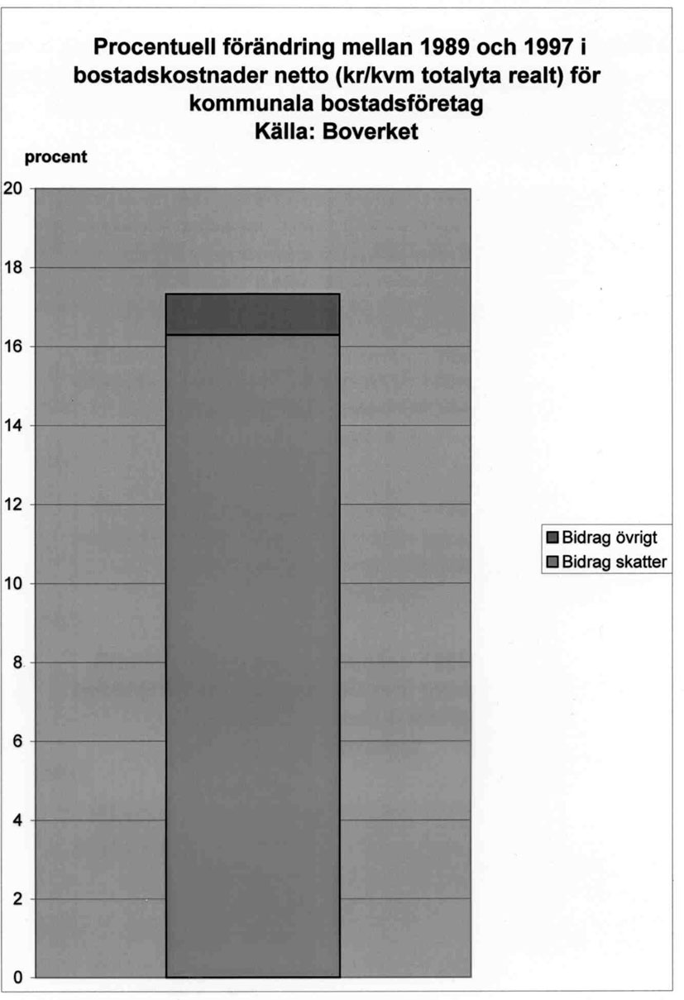 Procentuell förändring mellan 1989 och 1997 i
bostadskostnader netto (kr/kvm totalyta realt) för
kommunala bostadsföretag
Källa: Boverket
procent
20
18
16
14
12
10
8
6
4
2
0
Bidrag övrigt
Bidrag skatter